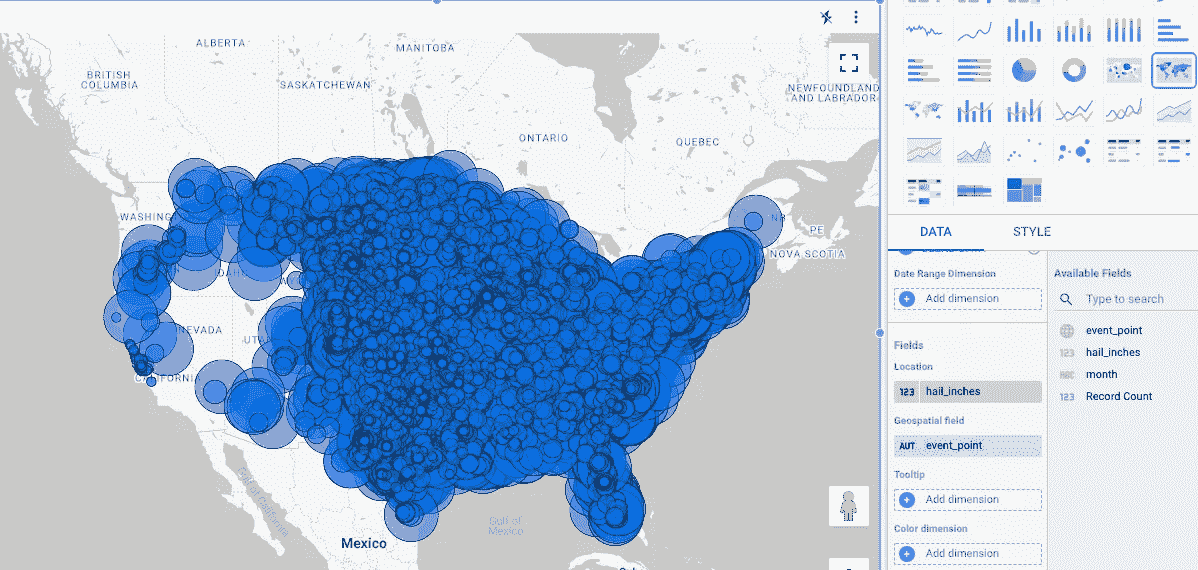 ALBERTA
MANITOBA
BRITISH
COLUMBIA
SASKATCHEWAN
NEWFOUNDLAND
AND LABRADOR
ONTARIO
QUEBEC
WASHING
NB
PE
NOVA SCOTIA
IDAHO
NEVADA
UT
CALIFORNIA
Gulf of
California
Gulf of
Mexico
Mexico
DATA
STYLE
Date Range Dimension
Add dimension
Fields
Location
123 hail_inches
Geospatial field
AUT event_point
Tooltip
Add dimension
Color dimension
Add dimension
Available Fields
Type to search
event_point
123 hail_inches
ABC month
123 Record Count